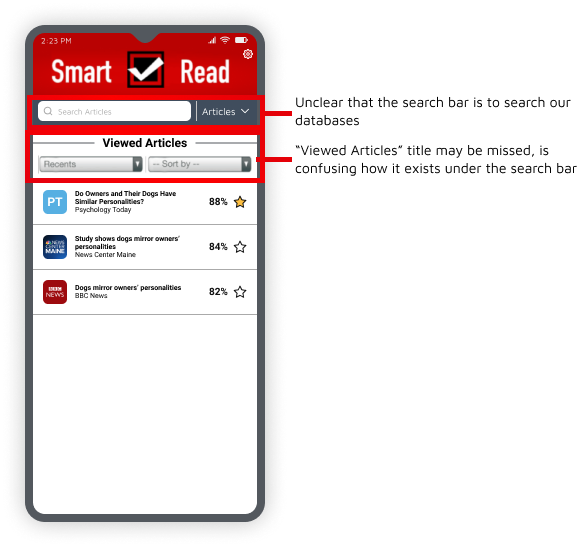 2:23 PM
Smart Read
Search Articles
Articles
Unclear that the search bar is to search our
databases
Viewed Articles
Recents
-- Sort by --
“Viewed Articles” title may be missed, is
confusing how it exists under the search bar
PT
Do Owners and Their Dogs Have
Similar Personalities?
Psychology Today
88%
NEWS
CENTER
MAINE
Study shows dogs mirror owners’
personalities
News Center Maine
84%
BBC
NEWS
Dogs mirror owners’ personalities
BBC News
82%